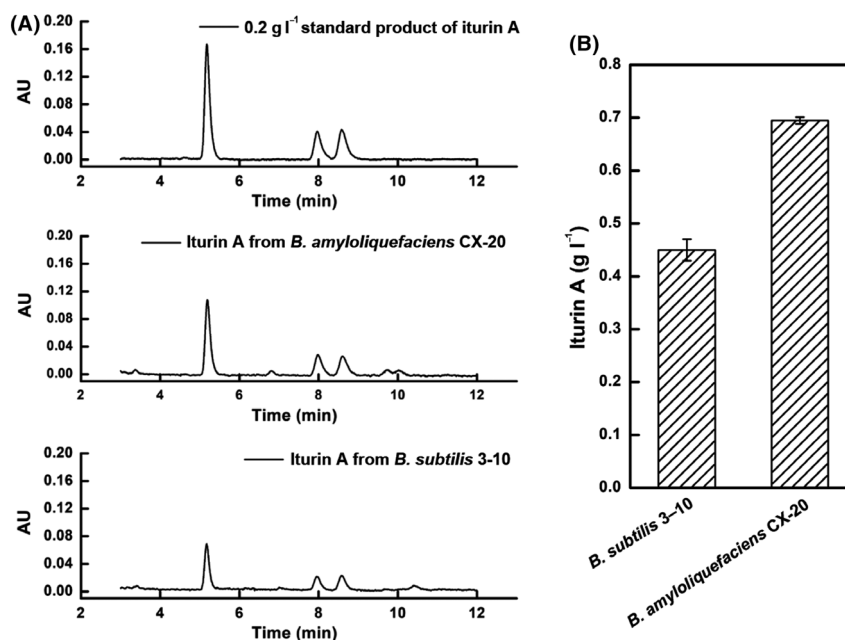 (A)
0.2 g l⁻¹ standard product of iturin A
AU
0.20
0.16
0.12
0.08
0.04
0.00
2 4 6 8 10 12
Time (min)
Iturin A from B. amyloliquefaciens CX-20
AU
0.20
0.16
0.12
0.08
0.04
0.00
2 4 6 8 10 12
Time (min)
Iturin A from B. subtilis 3-10
AU
0.20
0.16
0.12
0.08
0.04
0.00
2 4 6 8 10 12
Time (min)
(B)
Iturin A (g l⁻¹)
0.8
0.7
0.6
0.5
0.4
0.3
0.2
0.1
0.0
B. subtilis 3–10
B. amyloliquefaciens CX-20